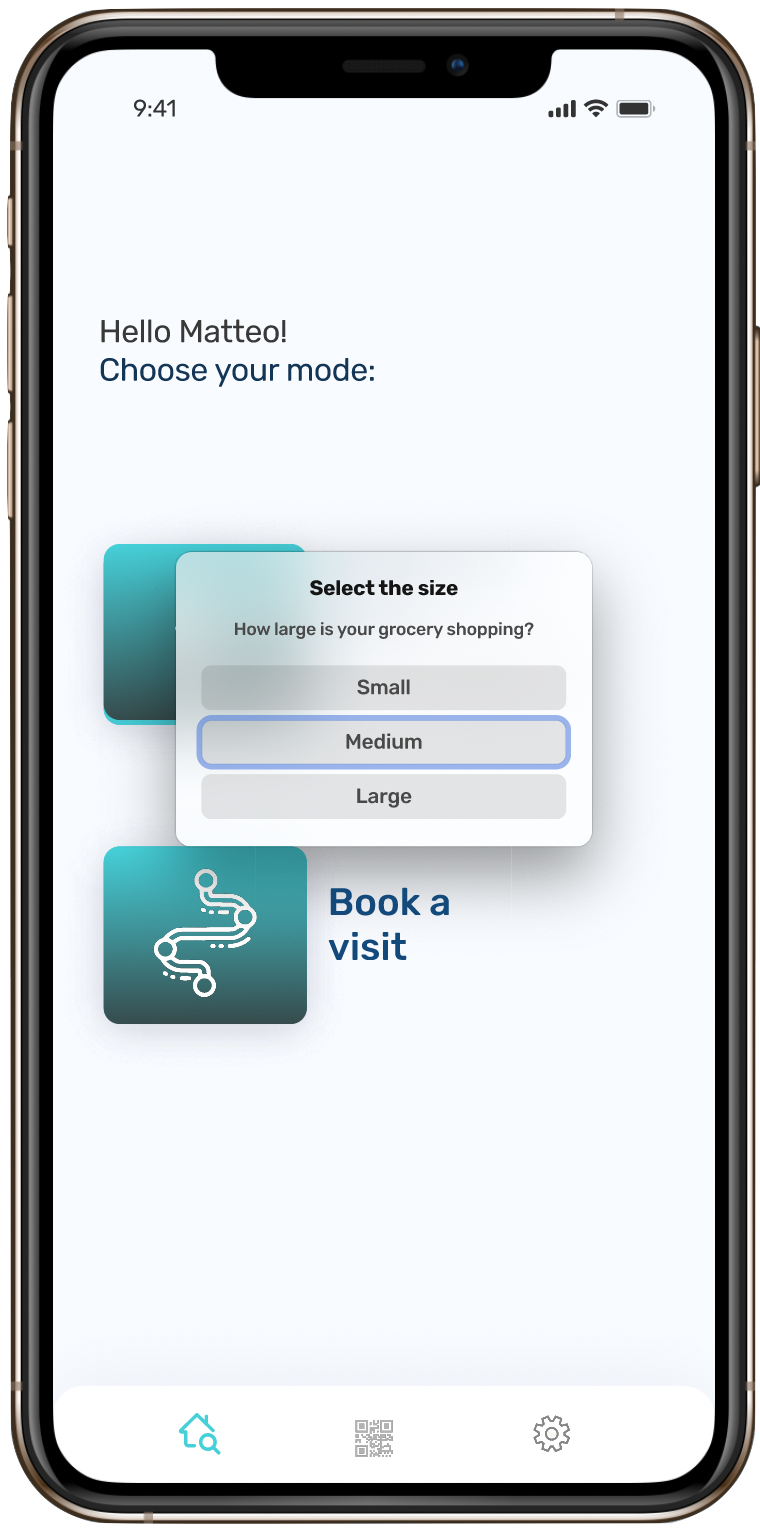 9:41
Hello Matteo!
Choose your mode:
Select the size
How large is your grocery shopping?
Small
Medium
Large
Book a
visit